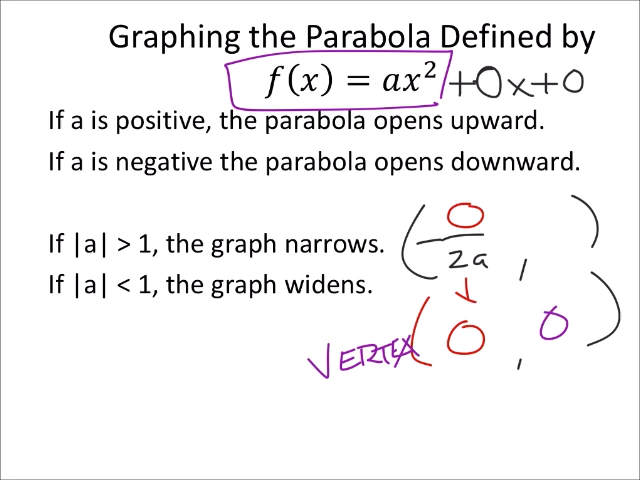 Graphing the Parabola Defined by
f(x) = ax² +0x+0
If a is positive, the parabola opens upward.
If a is negative the parabola opens downward.
If |a| > 1, the graph narrows.
(0/2a, )
If |a| < 1, the graph widens.
VERTEX (0, 0)